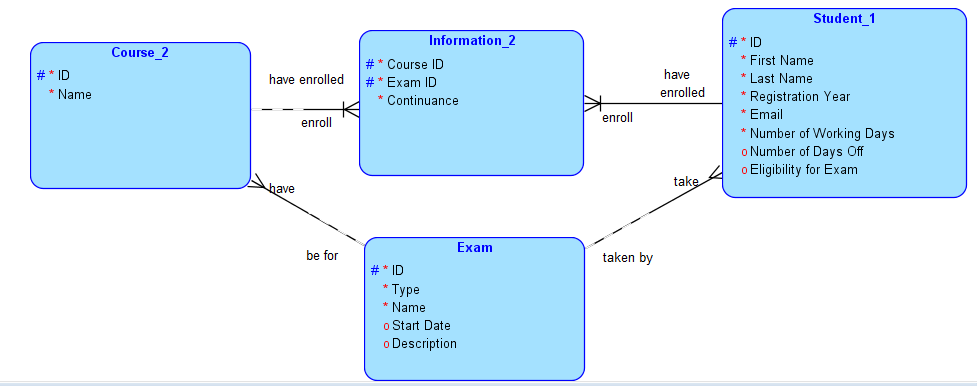 Course_2
# * ID
* Name
have enrolled
enroll
Information_2
# * Course ID
# * Exam ID
* Continuance
have
enrolled
enroll
Student_1
# * ID
* First Name
* Last Name
* Registration Year
* Email
* Number of Working Days
o Number of Days Off
o Eligibility for Exam
have
be for
take
taken by
Exam
# * ID
* Type
* Name
o Start Date
o Description